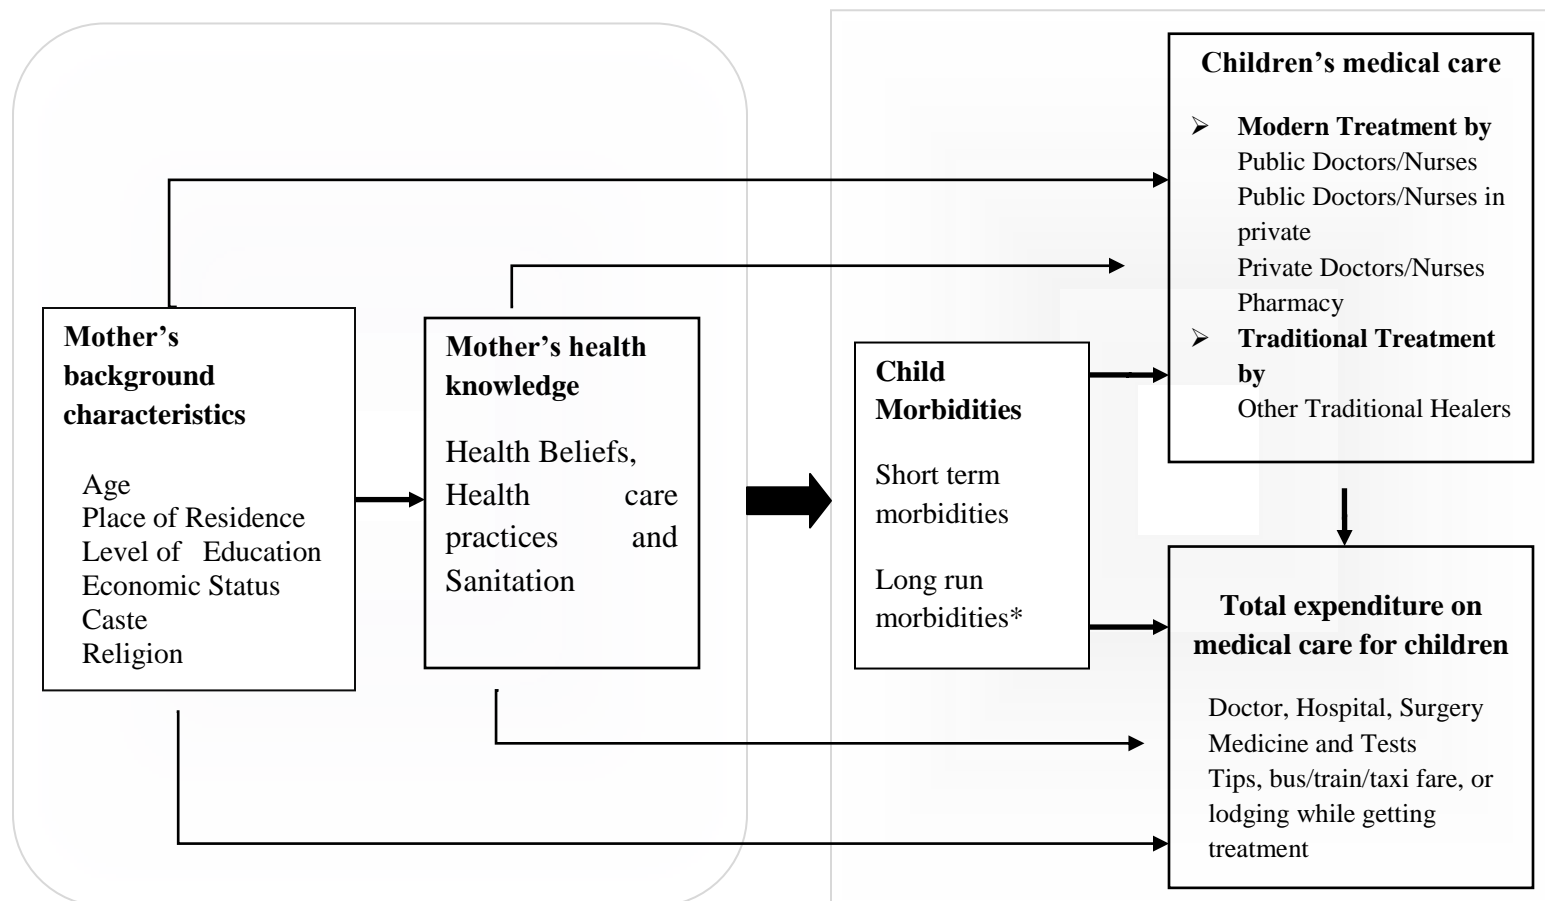 Mother’s
background
characteristics
Age
Place of Residence
Level of Education
Economic Status
Caste
Religion
Mother’s health
knowledge
Health Beliefs,
Health care
practices and
Sanitation
Child
Morbidities
Short term
morbidities
Long run
morbidities*
Children’s medical care
➢ Modern Treatment by
Public Doctors/Nurses
Public Doctors/Nurses in
private
Private Doctors/Nurses
Pharmacy
➢ Traditional Treatment
by
Other Traditional Healers
Total expenditure on
medical care for children
Doctor, Hospital, Surgery
Medicine and Tests
Tips, bus/train/taxi fare, or
lodging while getting
treatment